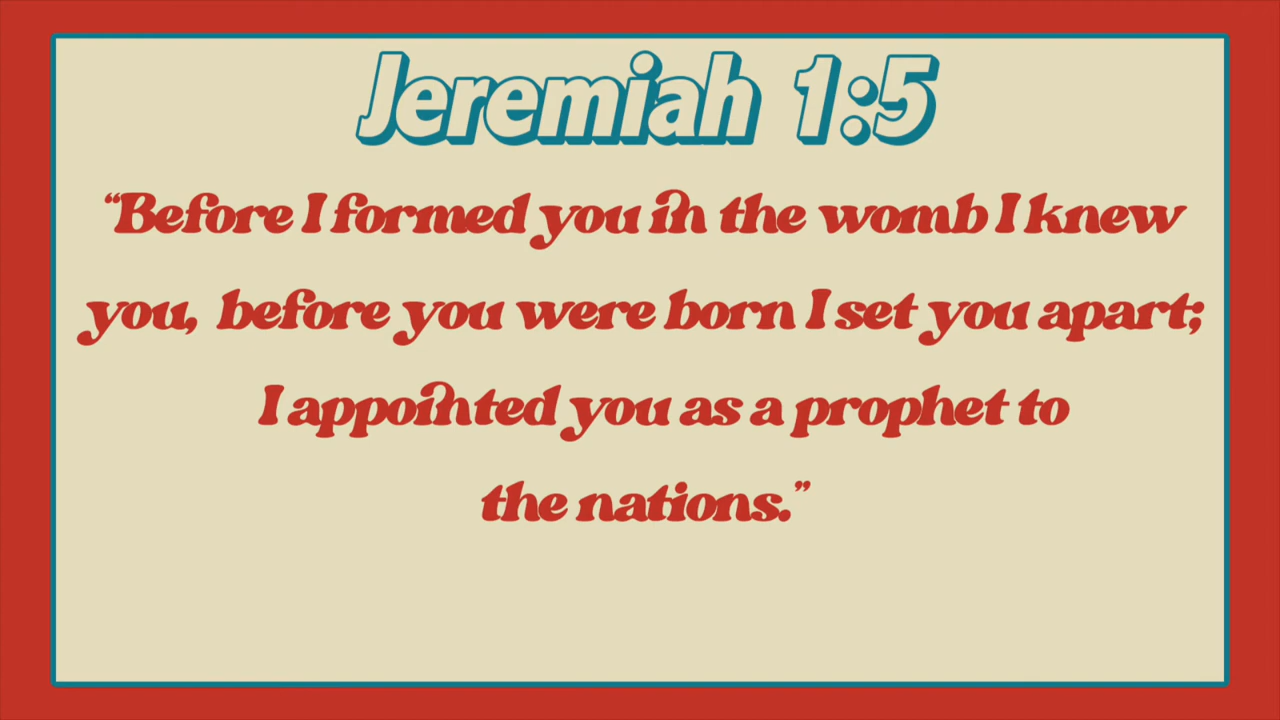 Jeremiah 1:5
“Before I formed you in the womb I knew
you, before you were born I set you apart;
I appointed you as a prophet to
the nations.”